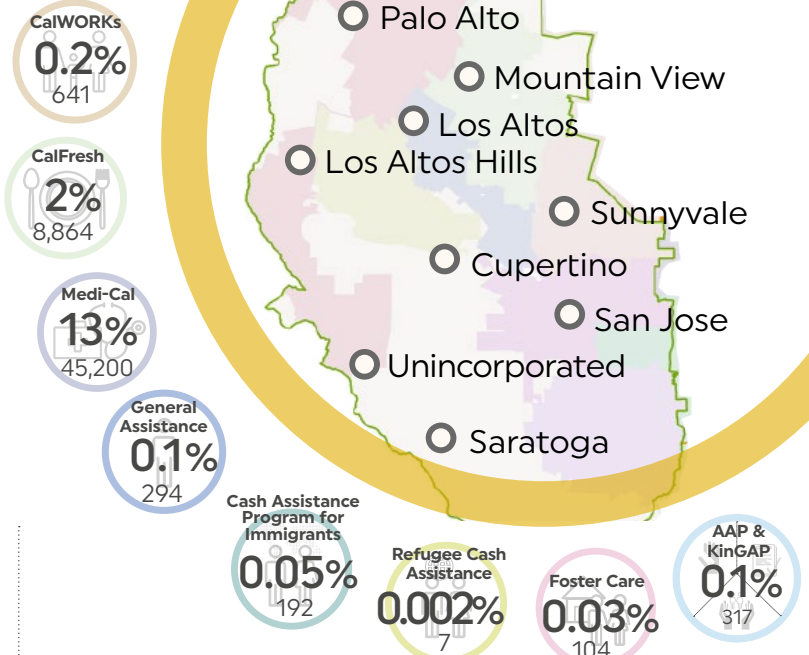 CalWORKs
0.2%
641
CalFresh
2%
8,864
Medi-Cal
13%
45,200
General
Assistance
0.1%
294
Cash Assistance
Program for
Immigrants
0.05%
192
Refugee Cash
Assistance
0.002%
7
Foster Care
0.03%
104
AAP &
KinGAP
0.1%
317
Palo Alto
Mountain View
Los Altos
Los Altos Hills
Sunnyvale
Cupertino
San Jose
Unincorporated
Saratoga